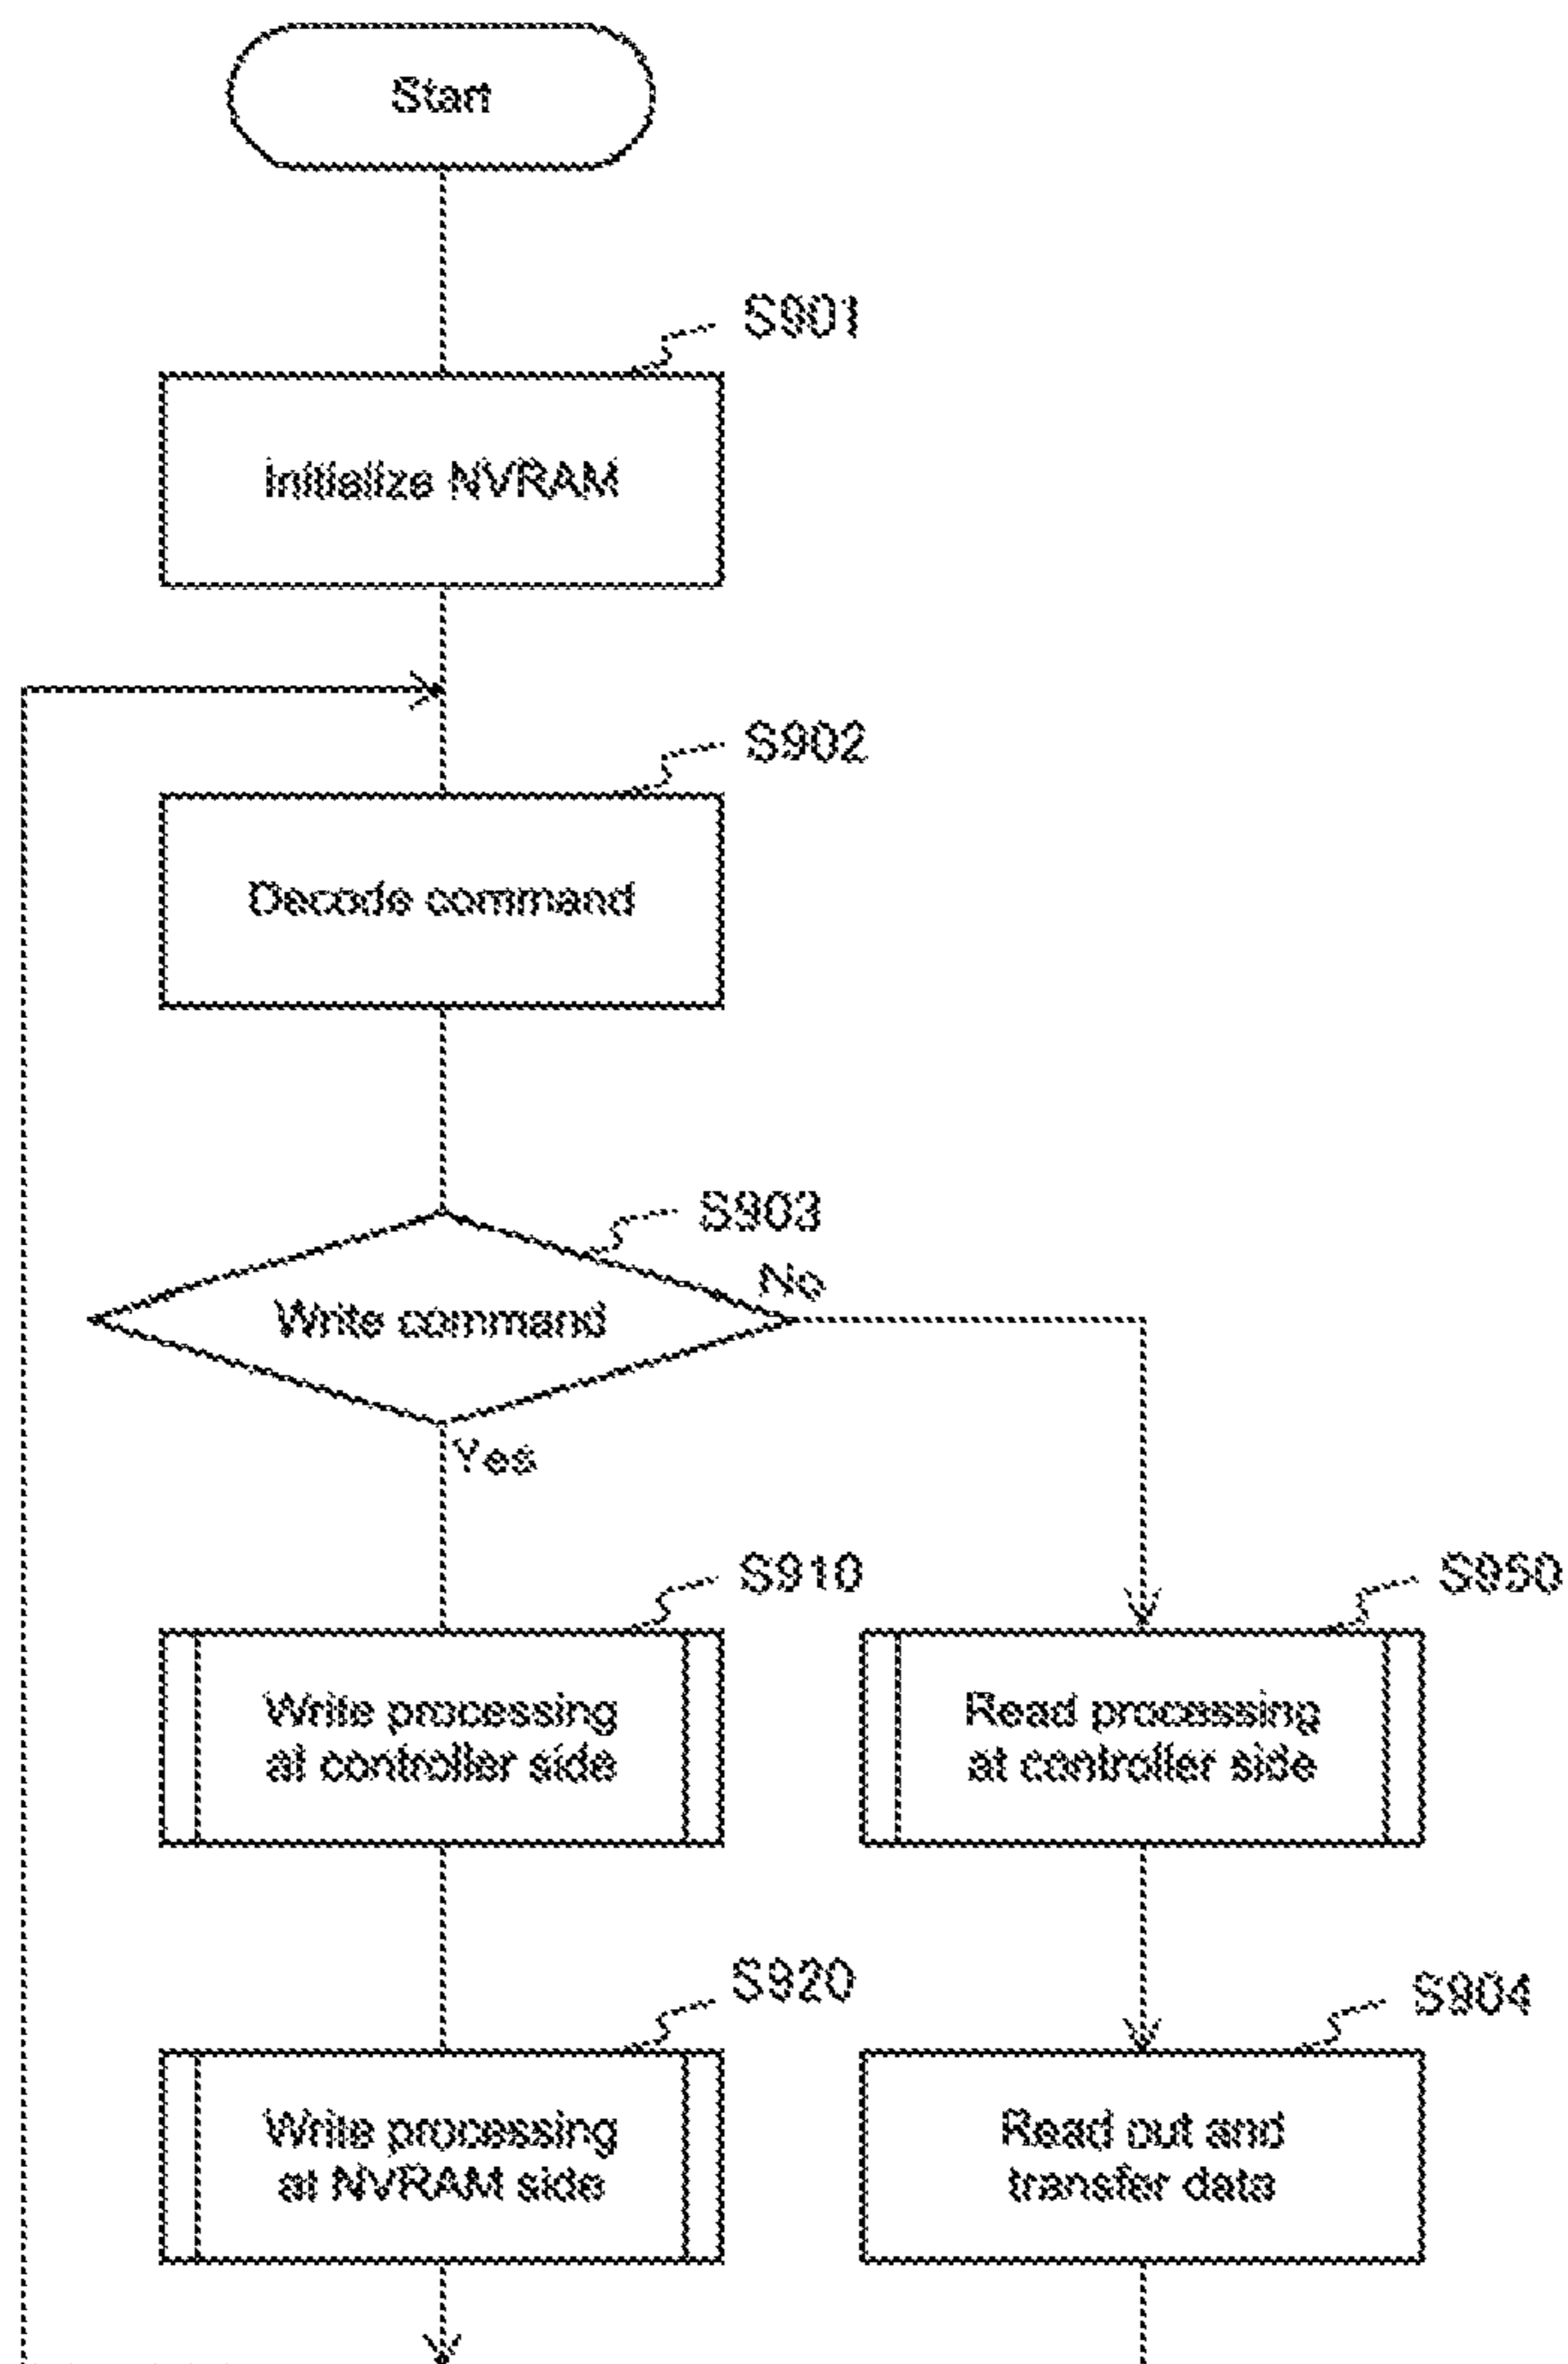 Start
S901
Initialize NVRAM
S902
Decode command
S903
No
Write command
Yes
S910
S950
Write processing
at controller side
Read processing
at controller side
S920
S904
Write processing
at NVRAM side
Read out and
transfer data